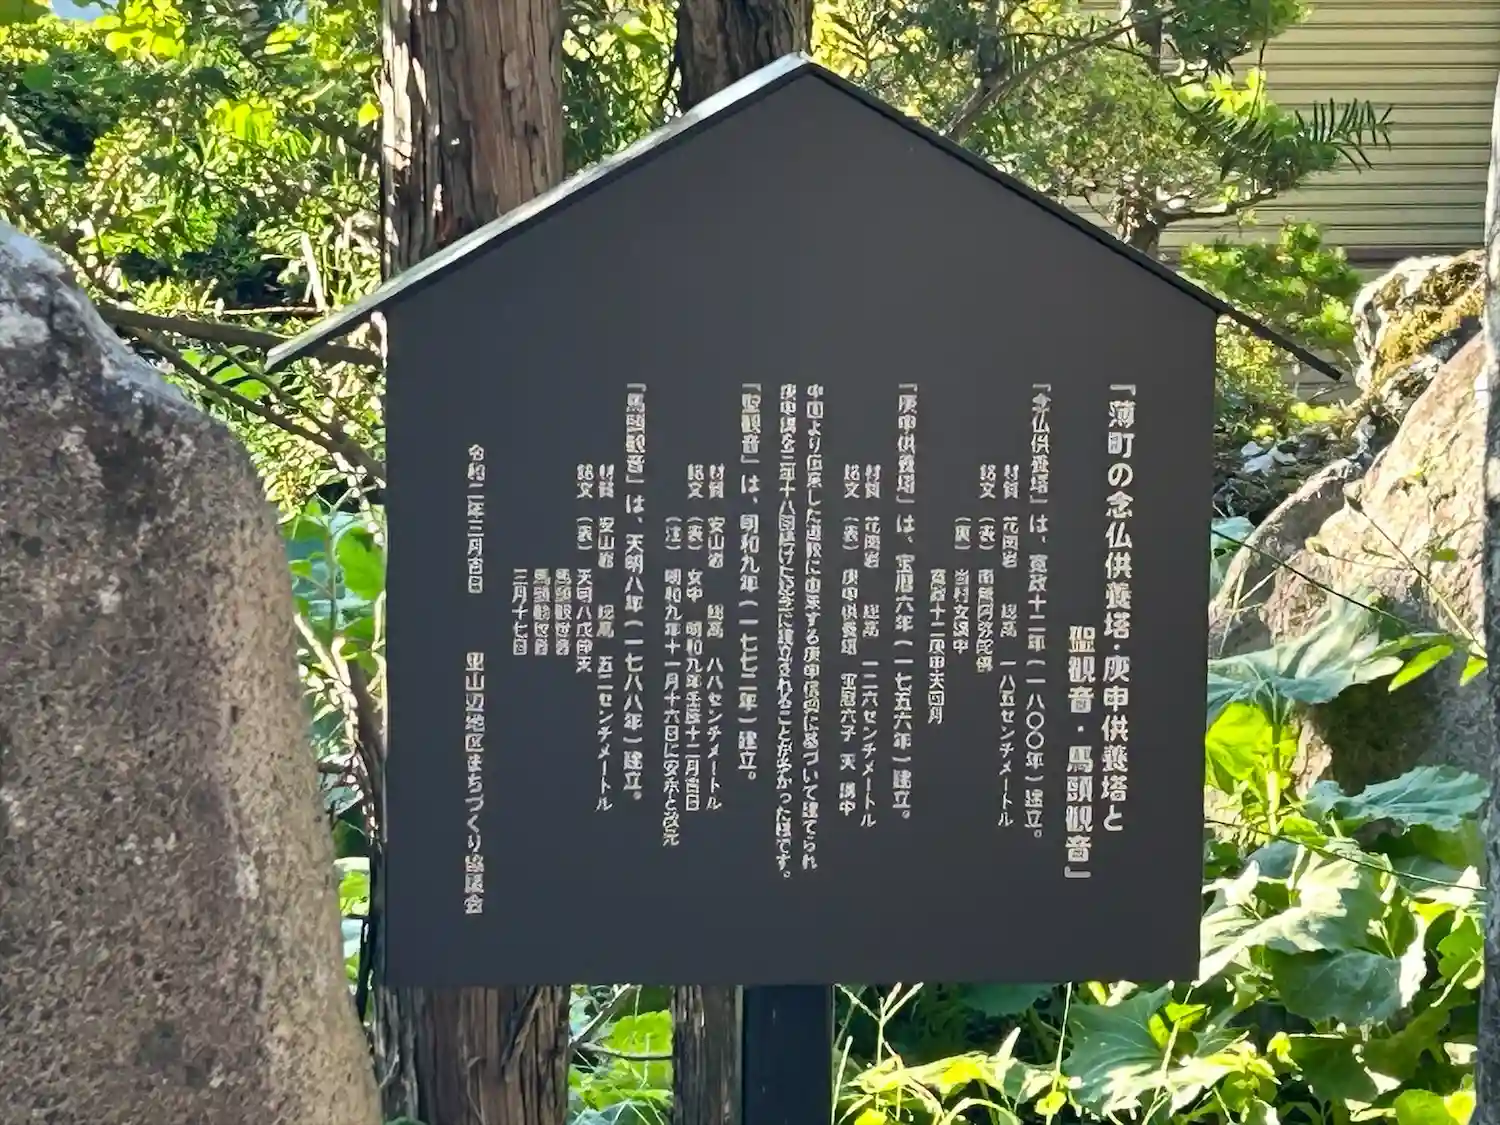 『薄町の念仏供養塔・庚申供養塔と
聖観音・馬頭観音』
『念仏供養塔』は、寛政十二年(一八〇〇年)建立。
材質 花崗岩 総高 一八五センチメートル
銘文 (表) 南無阿弥陀佛
(裏) 当村女講中
寛政十二庚申天四月
『庚申供養塔』は、宝暦六年(一七五六年)建立。
材質 花崗岩 総高 一二六センチメートル
銘文 (表) 庚申供養塔 宝暦六子 天 講中
中国より伝来した道教に由来する庚申信仰に基づいて建てられ
庚申講を三年十八回続けた記念に建立されることが多かった様です。
『聖観音』は、明和九年(一七七二年)建立。
材質 安山岩 総高 八八センチメートル
銘文 (表) 女中 明和九年壬辰十二月吉日
(注) 明和九年十一月十六日に安永と改元
『馬頭観音』は、天明八年(一七八八年)建立。
材質 安山岩 総高 五二センチメートル
銘文 (表) 天明八戊申天
馬頭観世音
馬頭観世音
三月十七日
令和二年三月吉日 里山辺地区まちづくり協議会